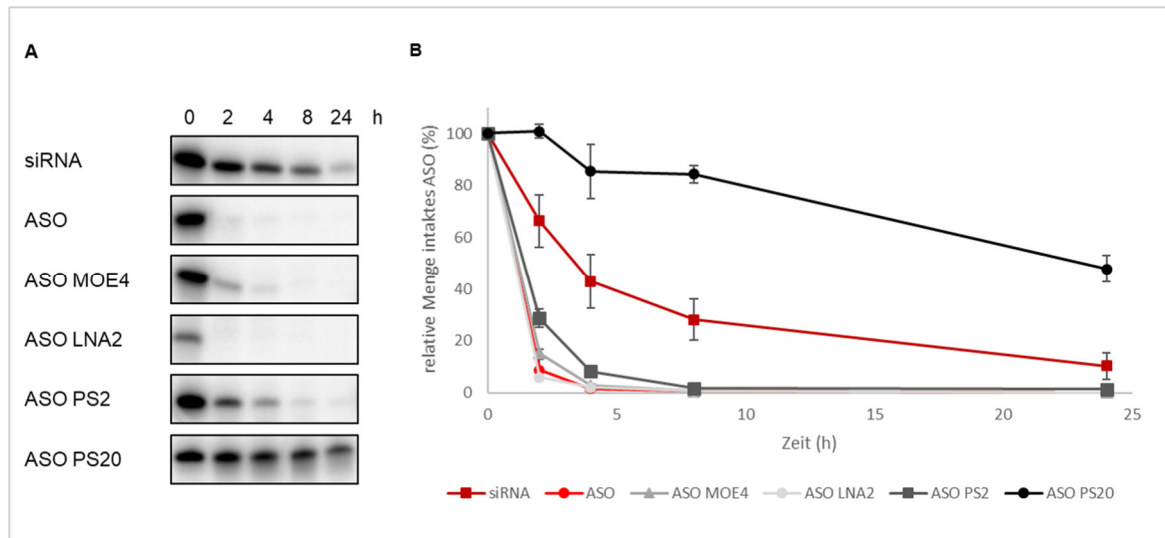 A
0 2 4 8 24 h
siRNA
ASO
ASO MOE4
ASO LNA2
ASO PS2
ASO PS20
B
relative Menge intaktes ASO (%)
100
80
60
40
20
0
0 5 10 15 20 25
Zeit (h)
siRNA ASO ASO MOE4 ASO LNA2 ASO PS2 ASO PS20